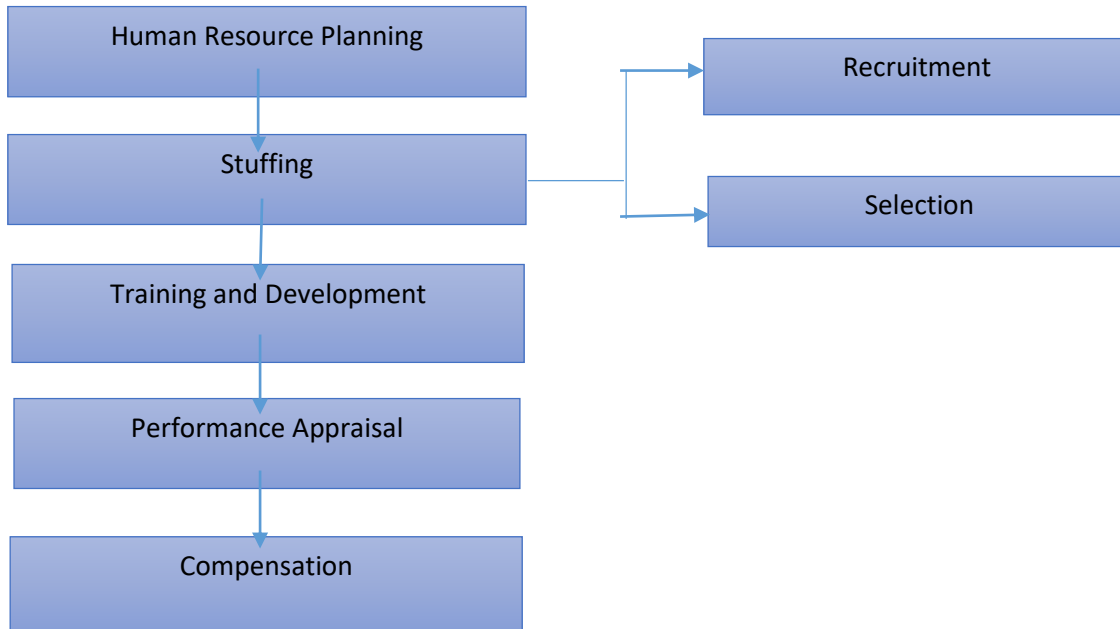 Human Resource Planning
Recruitment
Stuffing
Selection
Training and Development
Performance Appraisal
Compensation